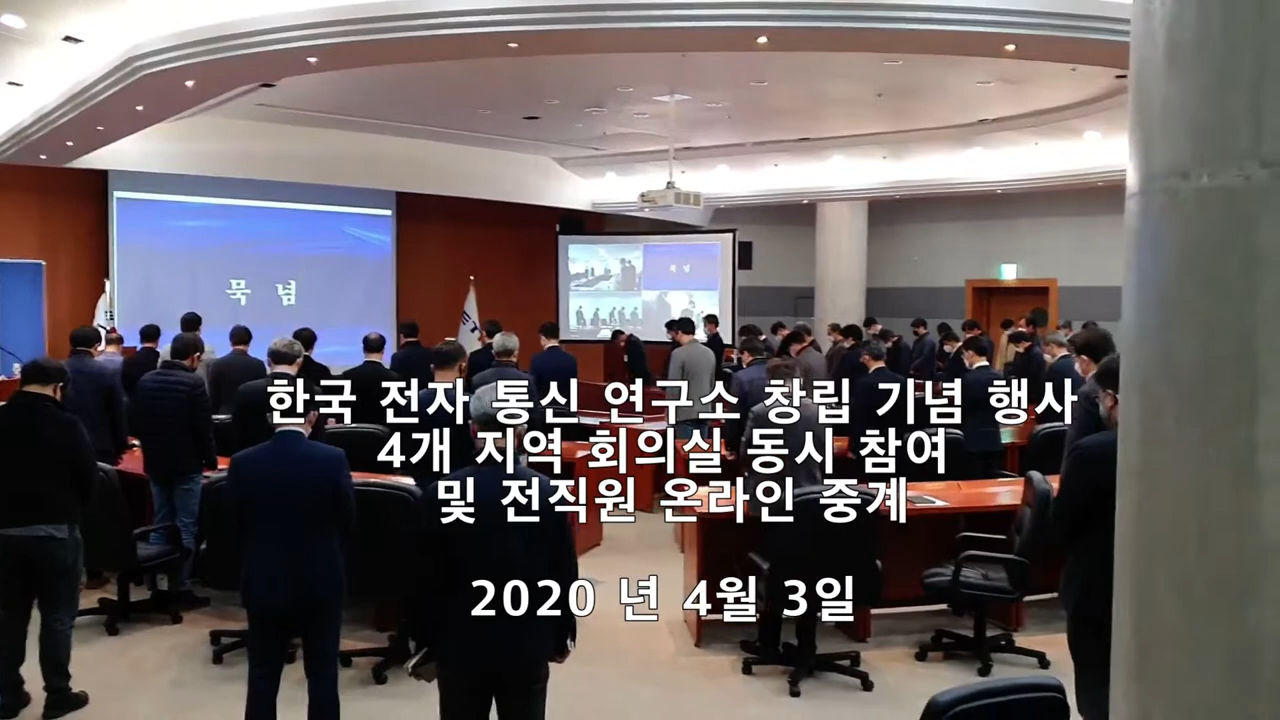 묵 념
묵 념
한국 전자 통신 연구소 창립 기념 행사
4개 지역 회의실 동시 참여
및 전직원 온라인 중계
2020 년 4월 3일